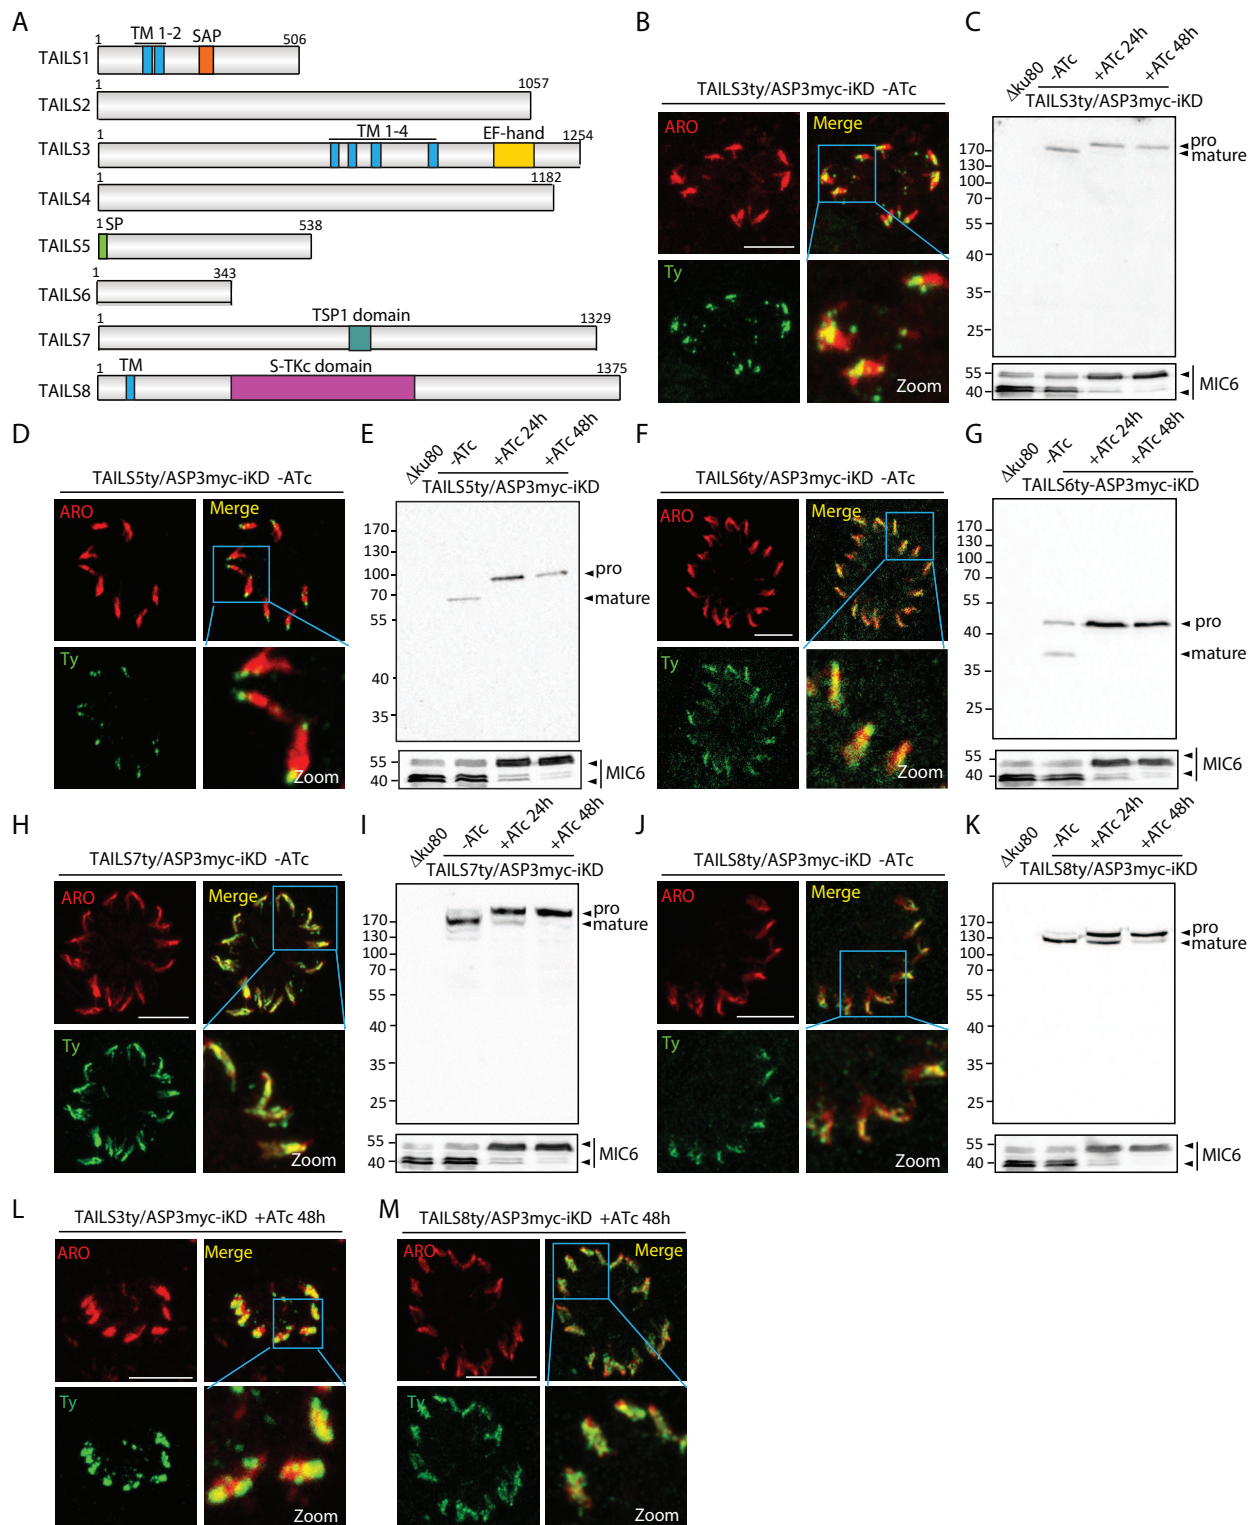 A
1
TM 1-2
SAP
506
TAILS1
1
1057
TAILS2
1
TM 1-4
EF-hand
1254
TAILS3
1
1182
TAILS4
1 SP
538
TAILS5
1
343
TAILS6
1
TSP1 domain
1329
TAILS7
1
TM
S-TKc domain
1375
TAILS8
B
TAILS3ty/ASP3myc-iKD -ATc
ARO
Merge
Ty
Zoom
C
Δku80
-ATc
+ATc 24h
+ATc 48h
TAILS3ty/ASP3myc-iKD
170
130
100
70
55
40
35
25
pro
mature
55
40
MIC6
D
TAILS5ty/ASP3myc-iKD -ATc
ARO
Merge
Ty
Zoom
E
Δku80
-ATc
+ATc 24h
+ATc 48h
TAILS5ty/ASP3myc-iKD
170
130
100
70
55
40
35
pro
mature
55
40
MIC6
F
TAILS6ty/ASP3myc-iKD -ATc
ARO
Merge
Ty
Zoom
G
Δku80
-ATc
+ATc 24h
+ATc 48h
TAILS6ty-ASP3myc-iKD
170
130
100
70
55
40
35
25
pro
mature
55
40
MIC6
H
TAILS7ty/ASP3myc-iKD -ATc
ARO
Merge
Ty
Zoom
I
Δku80
-ATc
+ATc 24h
+ATc 48h
TAILS7ty/ASP3myc-iKD
170
130
100
70
55
40
35
25
pro
mature
55
40
MIC6
J
TAILS8ty/ASP3myc-iKD -ATc
ARO
Merge
Ty
Zoom
K
Δku80
-ATc
+ATc 24h
+ATc 48h
TAILS8ty/ASP3myc-iKD
170
130
100
70
55
40
35
25
pro
mature
55
40
MIC6
L
TAILS3ty/ASP3myc-iKD +ATc 48h
ARO
Merge
Ty
Zoom
M
TAILS8ty/ASP3myc-iKD +ATc 48h
ARO
Merge
Ty
Zoom